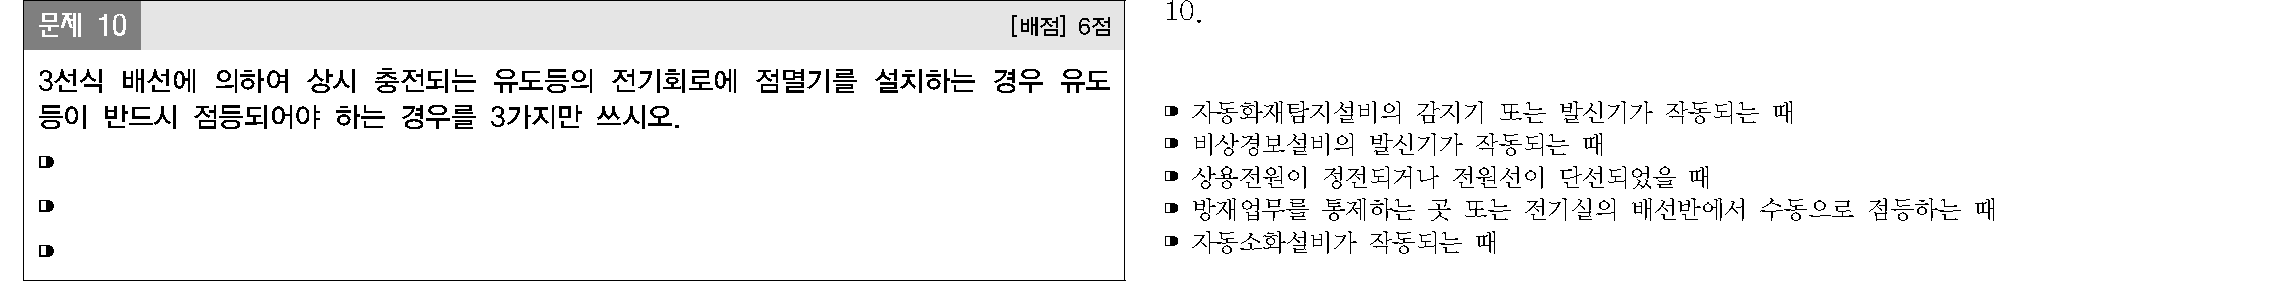 문제 10
[배점] 6점
3선식 배선에 의하여 상시 충전되는 유도등의 전기회로에 점멸기를 설치하는 경우 유도
등이 반드시 점등되어야 하는 경우를 3가지만 쓰시오.
10.
자동화재탐지설비의 감지기 또는 발신기가 작동되는 때
비상경보설비의 발신기가 작동되는 때
상용전원이 정전되거나 전원선이 단선되었을 때
방재업무를 통제하는 곳 또는 전기실의 배선반에서 수동으로 점등하는 때
자동소화설비가 작동되는 때